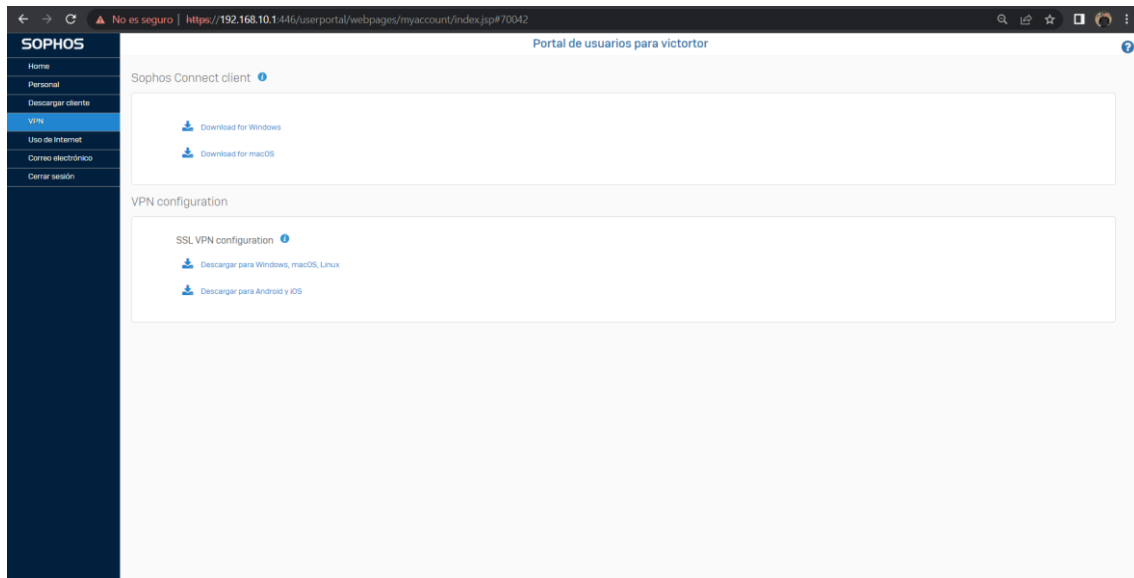 No es seguro | https://192.168.10.1:446/userportal/webpages/myaccount/index.jsp#70042
SOPHOS
Portal de usuarios para victortor
Home
Personal
Descargar cliente
VPN
Uso de Internet
Correo electrónico
Cerrar sesión
Sophos Connect client
Download for Windows
Download for macOS
VPN configuration
SSL VPN configuration
Descargar para Windows, macOS, Linux
Descargar para Android y iOS